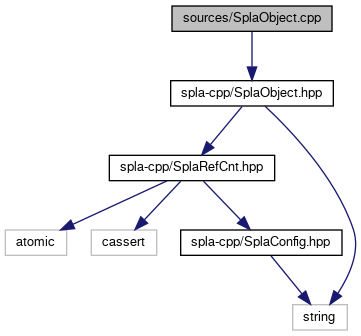 sources/SplaObject.cpp
spla-cpp/SplaObject.hpp
spla-cpp/SplaRefCnt.hpp
atomic
cassert
spla-cpp/SplaConfig.hpp
string